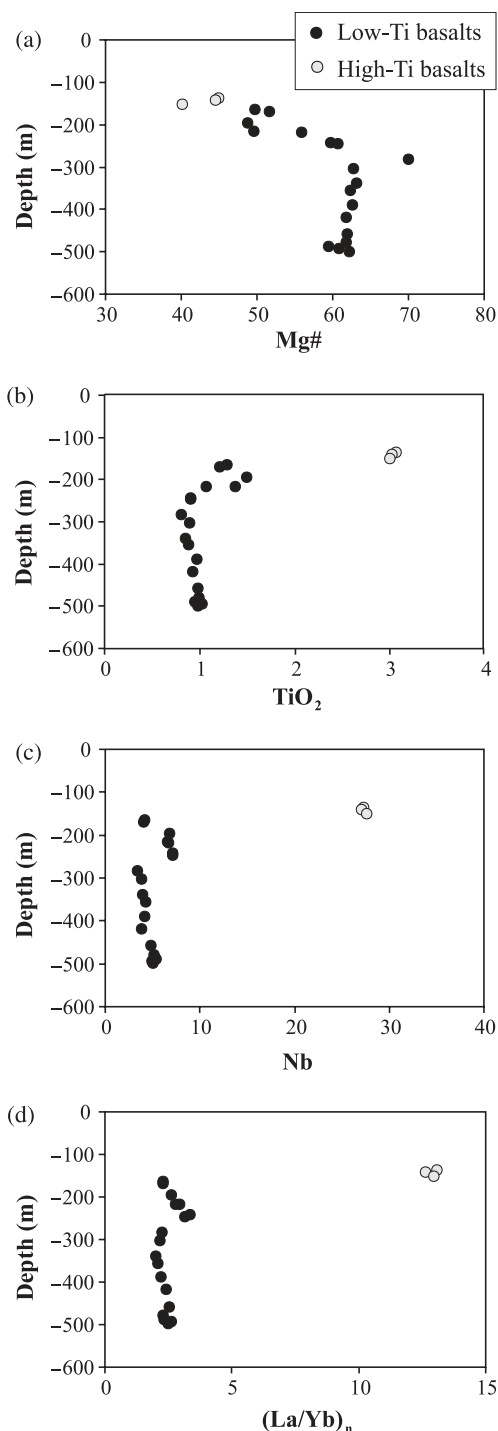 (a)
Low-Ti basalts
High-Ti basalts
0
−100
−200
−300
−400
−500
−600
Depth (m)
30 40 50 60 70 80
Mg#
(b)
0
−100
−200
−300
−400
−500
−600
Depth (m)
0 1 2 3 4
TiO2
(c)
0
−100
−200
−300
−400
−500
−600
Depth (m)
0 10 20 30 40
Nb
(d)
0
−100
−200
−300
−400
−500
−600
Depth (m)
0 5 10 15
(La/Yb)n